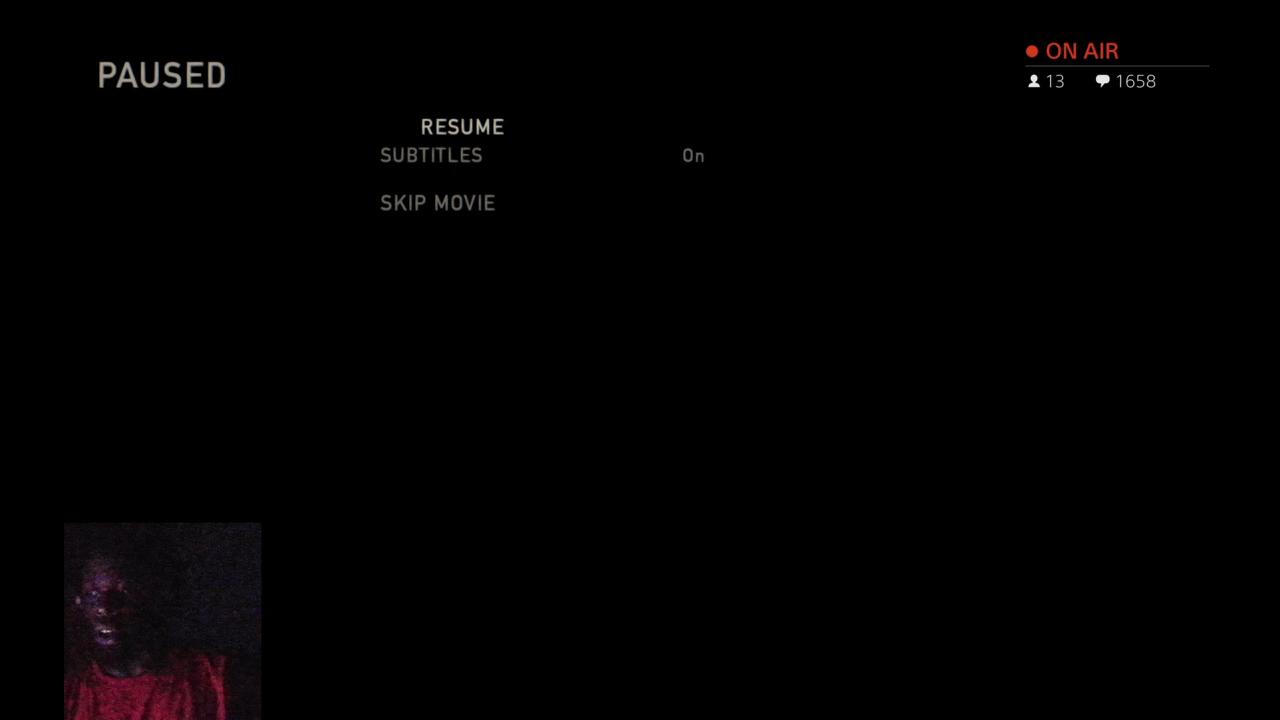 PAUSED
ON AIR
13 1658
RESUME
SUBTITLES On
SKIP MOVIE